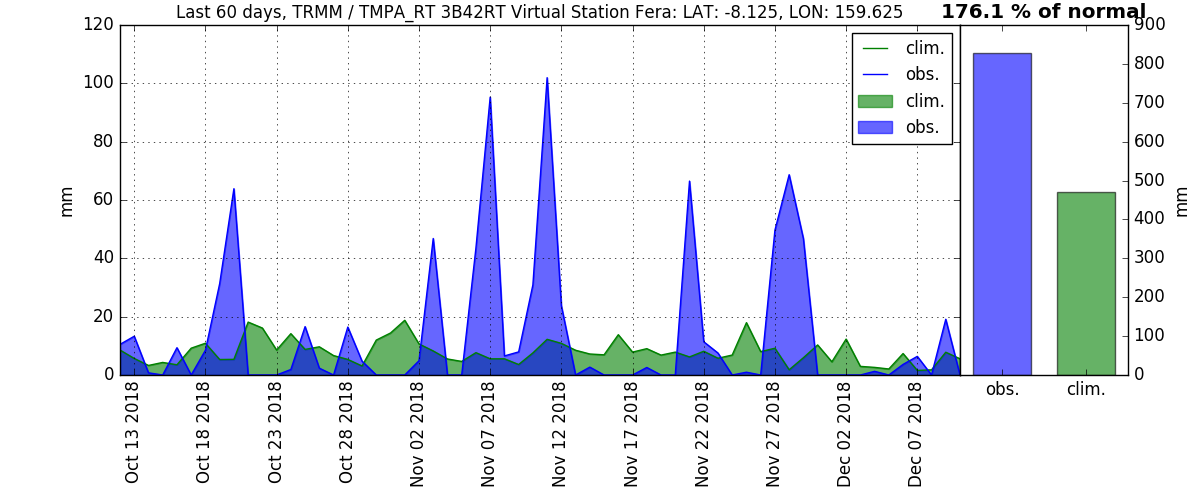 Last 60 days, TRMM / TMPA_RT 3B42RT Virtual Station Fera: LAT: -8.125, LON: 159.625
176.1 % of normal
120
100
80
60
40
20
0
mm
clim.
obs.
clim.
obs.
900
800
700
600
500
400
300
200
100
0
mm
Oct 13 2018
Oct 18 2018
Oct 23 2018
Oct 28 2018
Nov 02 2018
Nov 07 2018
Nov 12 2018
Nov 17 2018
Nov 22 2018
Nov 27 2018
Dec 02 2018
Dec 07 2018
obs.
clim.